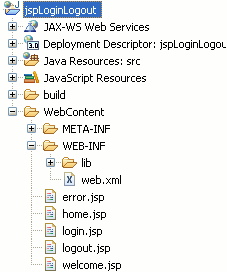 jspLoginLogout
JAX-WS Web Services
Deployment Descriptor: jspLoginLogou
Java Resources: src
JavaScript Resources
build
WebContent
META-INF
WEB-INF
lib
web.xml
error.jsp
home.jsp
login.jsp
logout.jsp
welcome.jsp